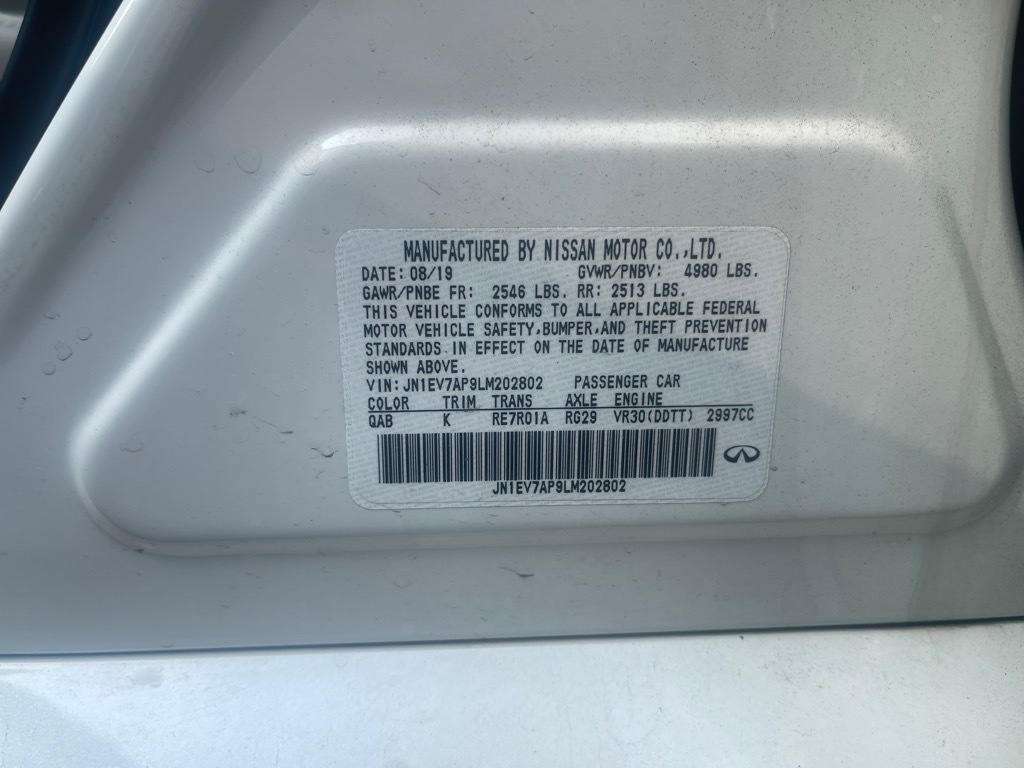 MANUFACTURED BY NISSAN MOTOR CO.,LTD.
DATE: 08/19 GVWR/PNBV: 4980 LBS.
GAWR/PNBE FR: 2546 LBS. RR: 2513 LBS.
THIS VEHICLE CONFORMS TO ALL APPLICABLE FEDERAL
MOTOR VEHICLE SAFETY,BUMPER,AND THEFT PREVENTION
STANDARDS IN EFFECT ON THE DATE OF MANUFACTURE
SHOWN ABOVE.
VIN: JN1EV7AP9LM202802 PASSENGER CAR
COLOR TRIM TRANS AXLE ENGINE
QAB K RE7R01A RG29 VR30(DDTT) 2997CC
JN1EV7AP9LM202802